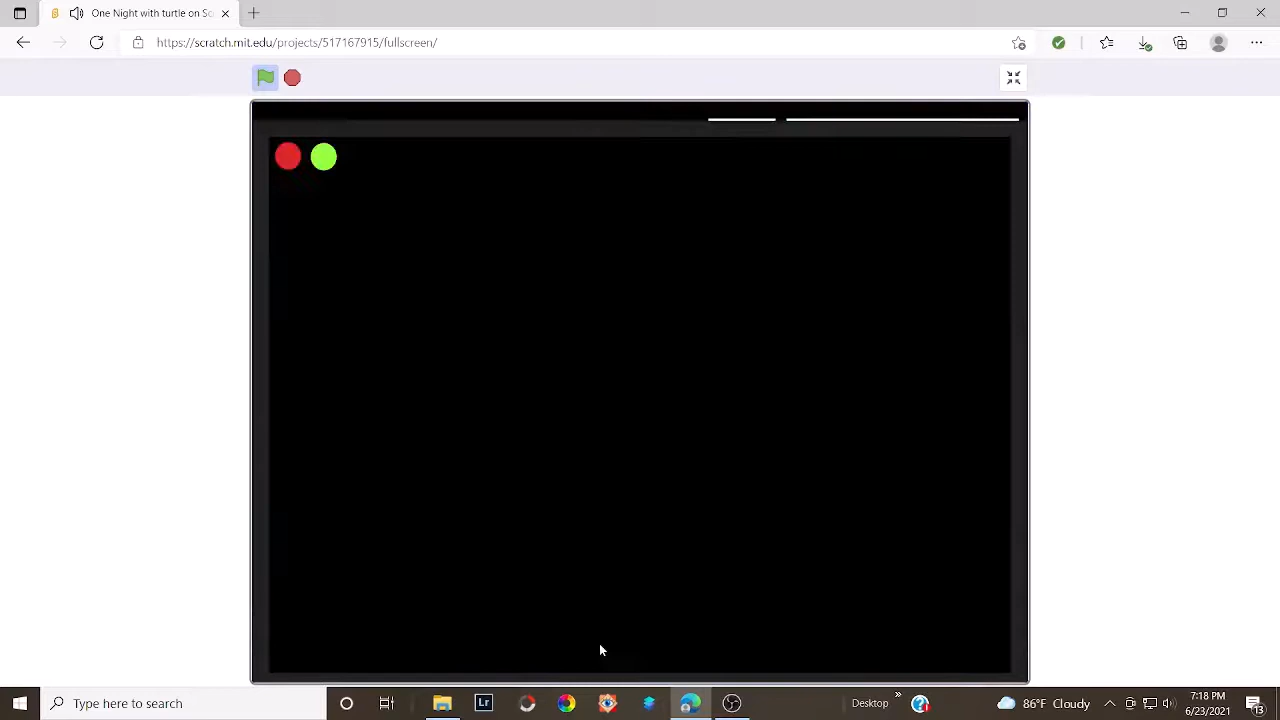 One Night with turtle on Sc
https://scratch.mit.edu/projects/517167915/fullscreen/
Type here to search
Lr
Desktop
86°F Cloudy
7:18 PM
6/23/2021